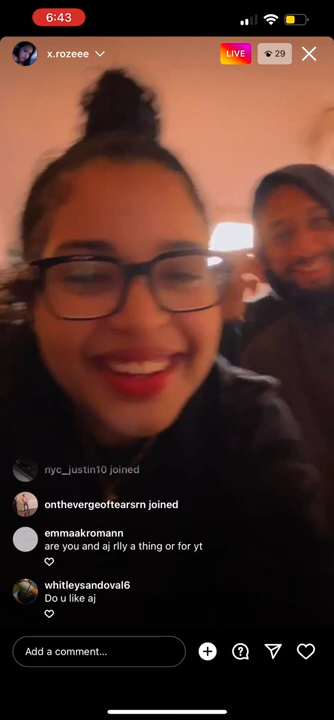 6:43
x.rozeee
LIVE
29
nyc_justin10 joined
onthevergeoftearsrn joined
emmaakromann
are you and aj rlly a thing or for yt
whitleysandoval6
Do u like aj
Add a comment...